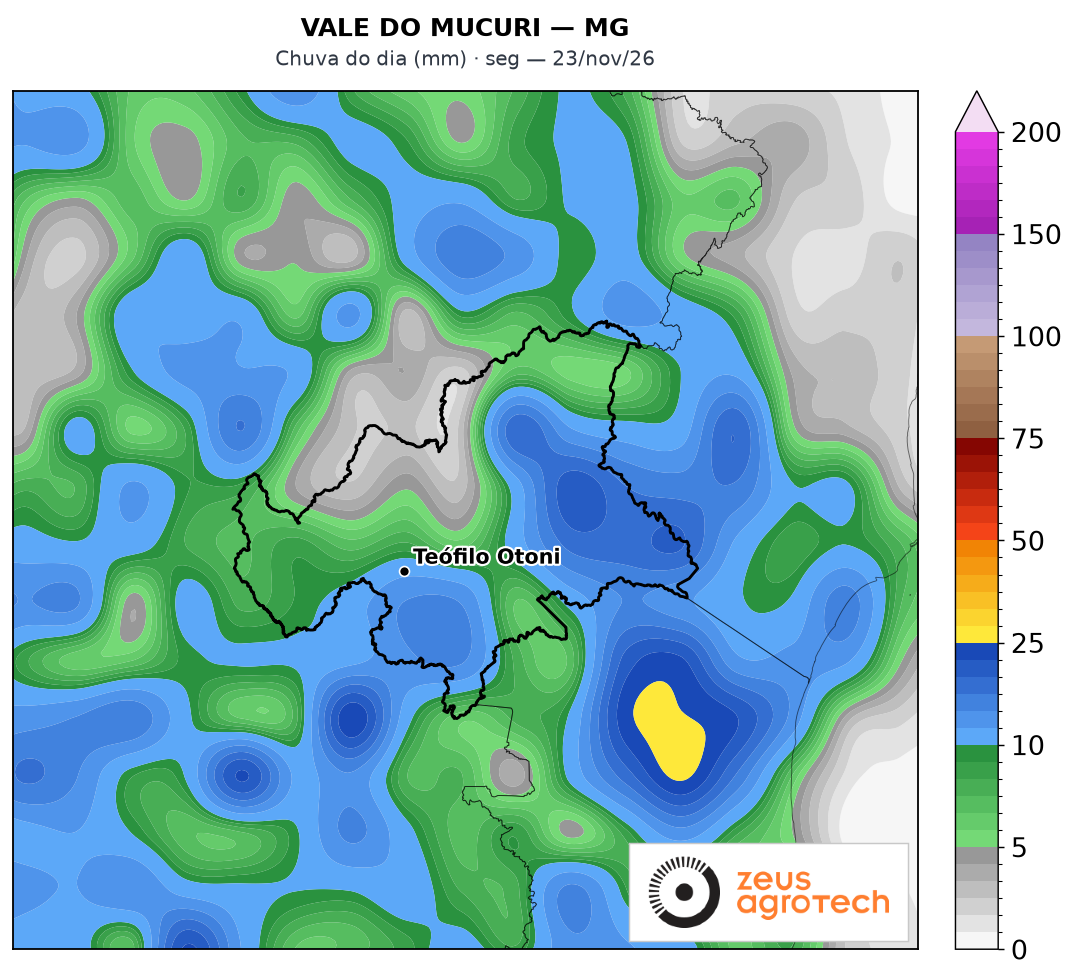 VALE DO MUCURI — MG
Chuva do dia (mm) · seg — 23/nov/26
200
150
100
75
50
25
10
5
0
Teófilo Otoni
zeus
agrotech